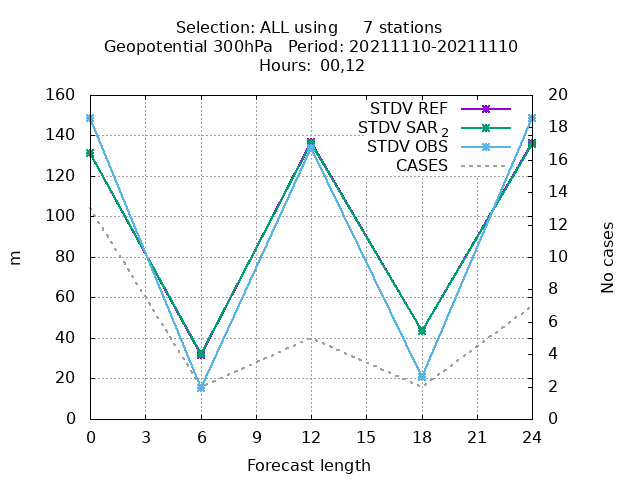 Selection: ALL using     7 stations
Geopotential 300hPa   Period: 20211110-20211110
Hours:  00,12
STDV REF
STDV SAR2
STDV OBS
CASES
160
140
120
100
80
60
40
20
0
20
18
16
14
12
10
8
6
4
2
0
m
No cases
0 3 6 9 12 15 18 21 24
Forecast length